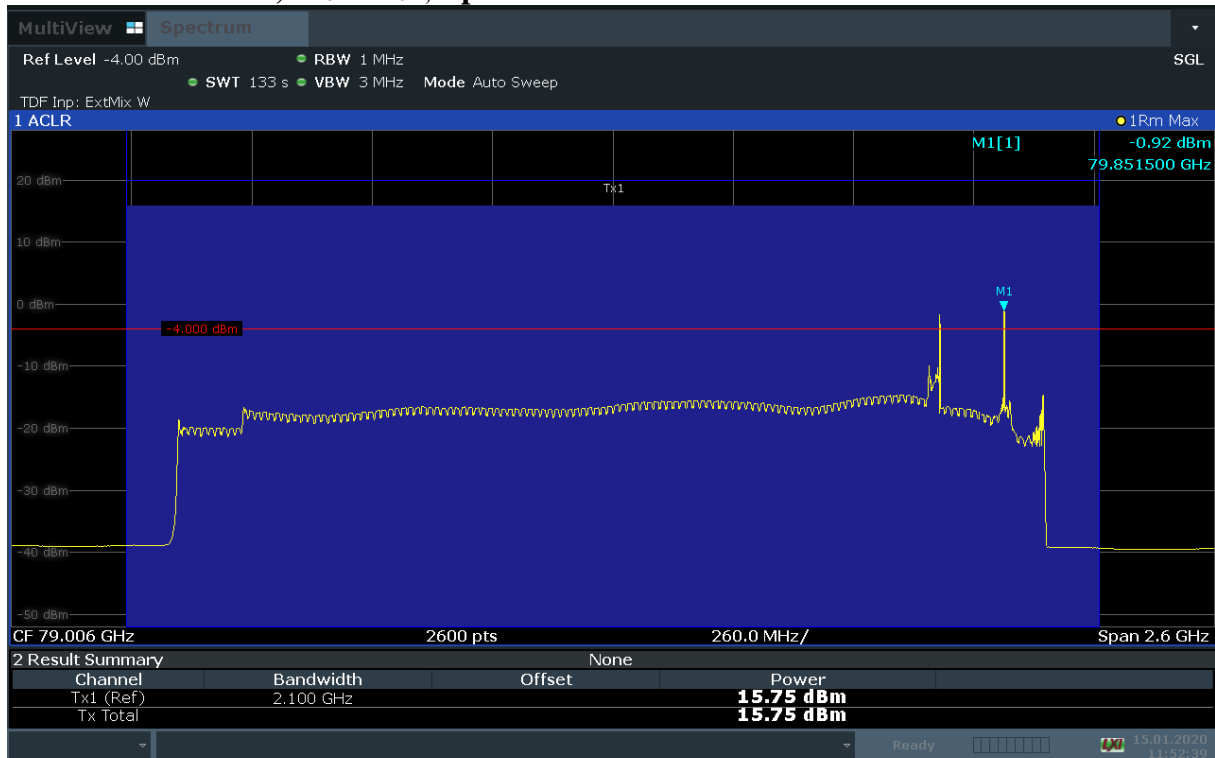 MultiView Spectrum
Ref Level -4.00 dBm RBW 1 MHz SGL
SWT 133 s VBW 3 MHz Mode Auto Sweep
TDF Inp: ExtMix W
1 ACLR 1Rm Max
M1[1] -0.92 dBm
79.851500 GHz
20 dBm
Tx1
10 dBm
M1
0 dBm
-4.000 dBm
-10 dBm
-20 dBm
-30 dBm
-40 dBm
-50 dBm
CF 79.006 GHz 2600 pts 260.0 MHz/ Span 2.6 GHz
2 Result Summary None
Channel Bandwidth Offset Power
Tx1 (Ref) 2.100 GHz 15.75 dBm
Tx Total 15.75 dBm
Ready LXI 15.01.2020
11:52:39